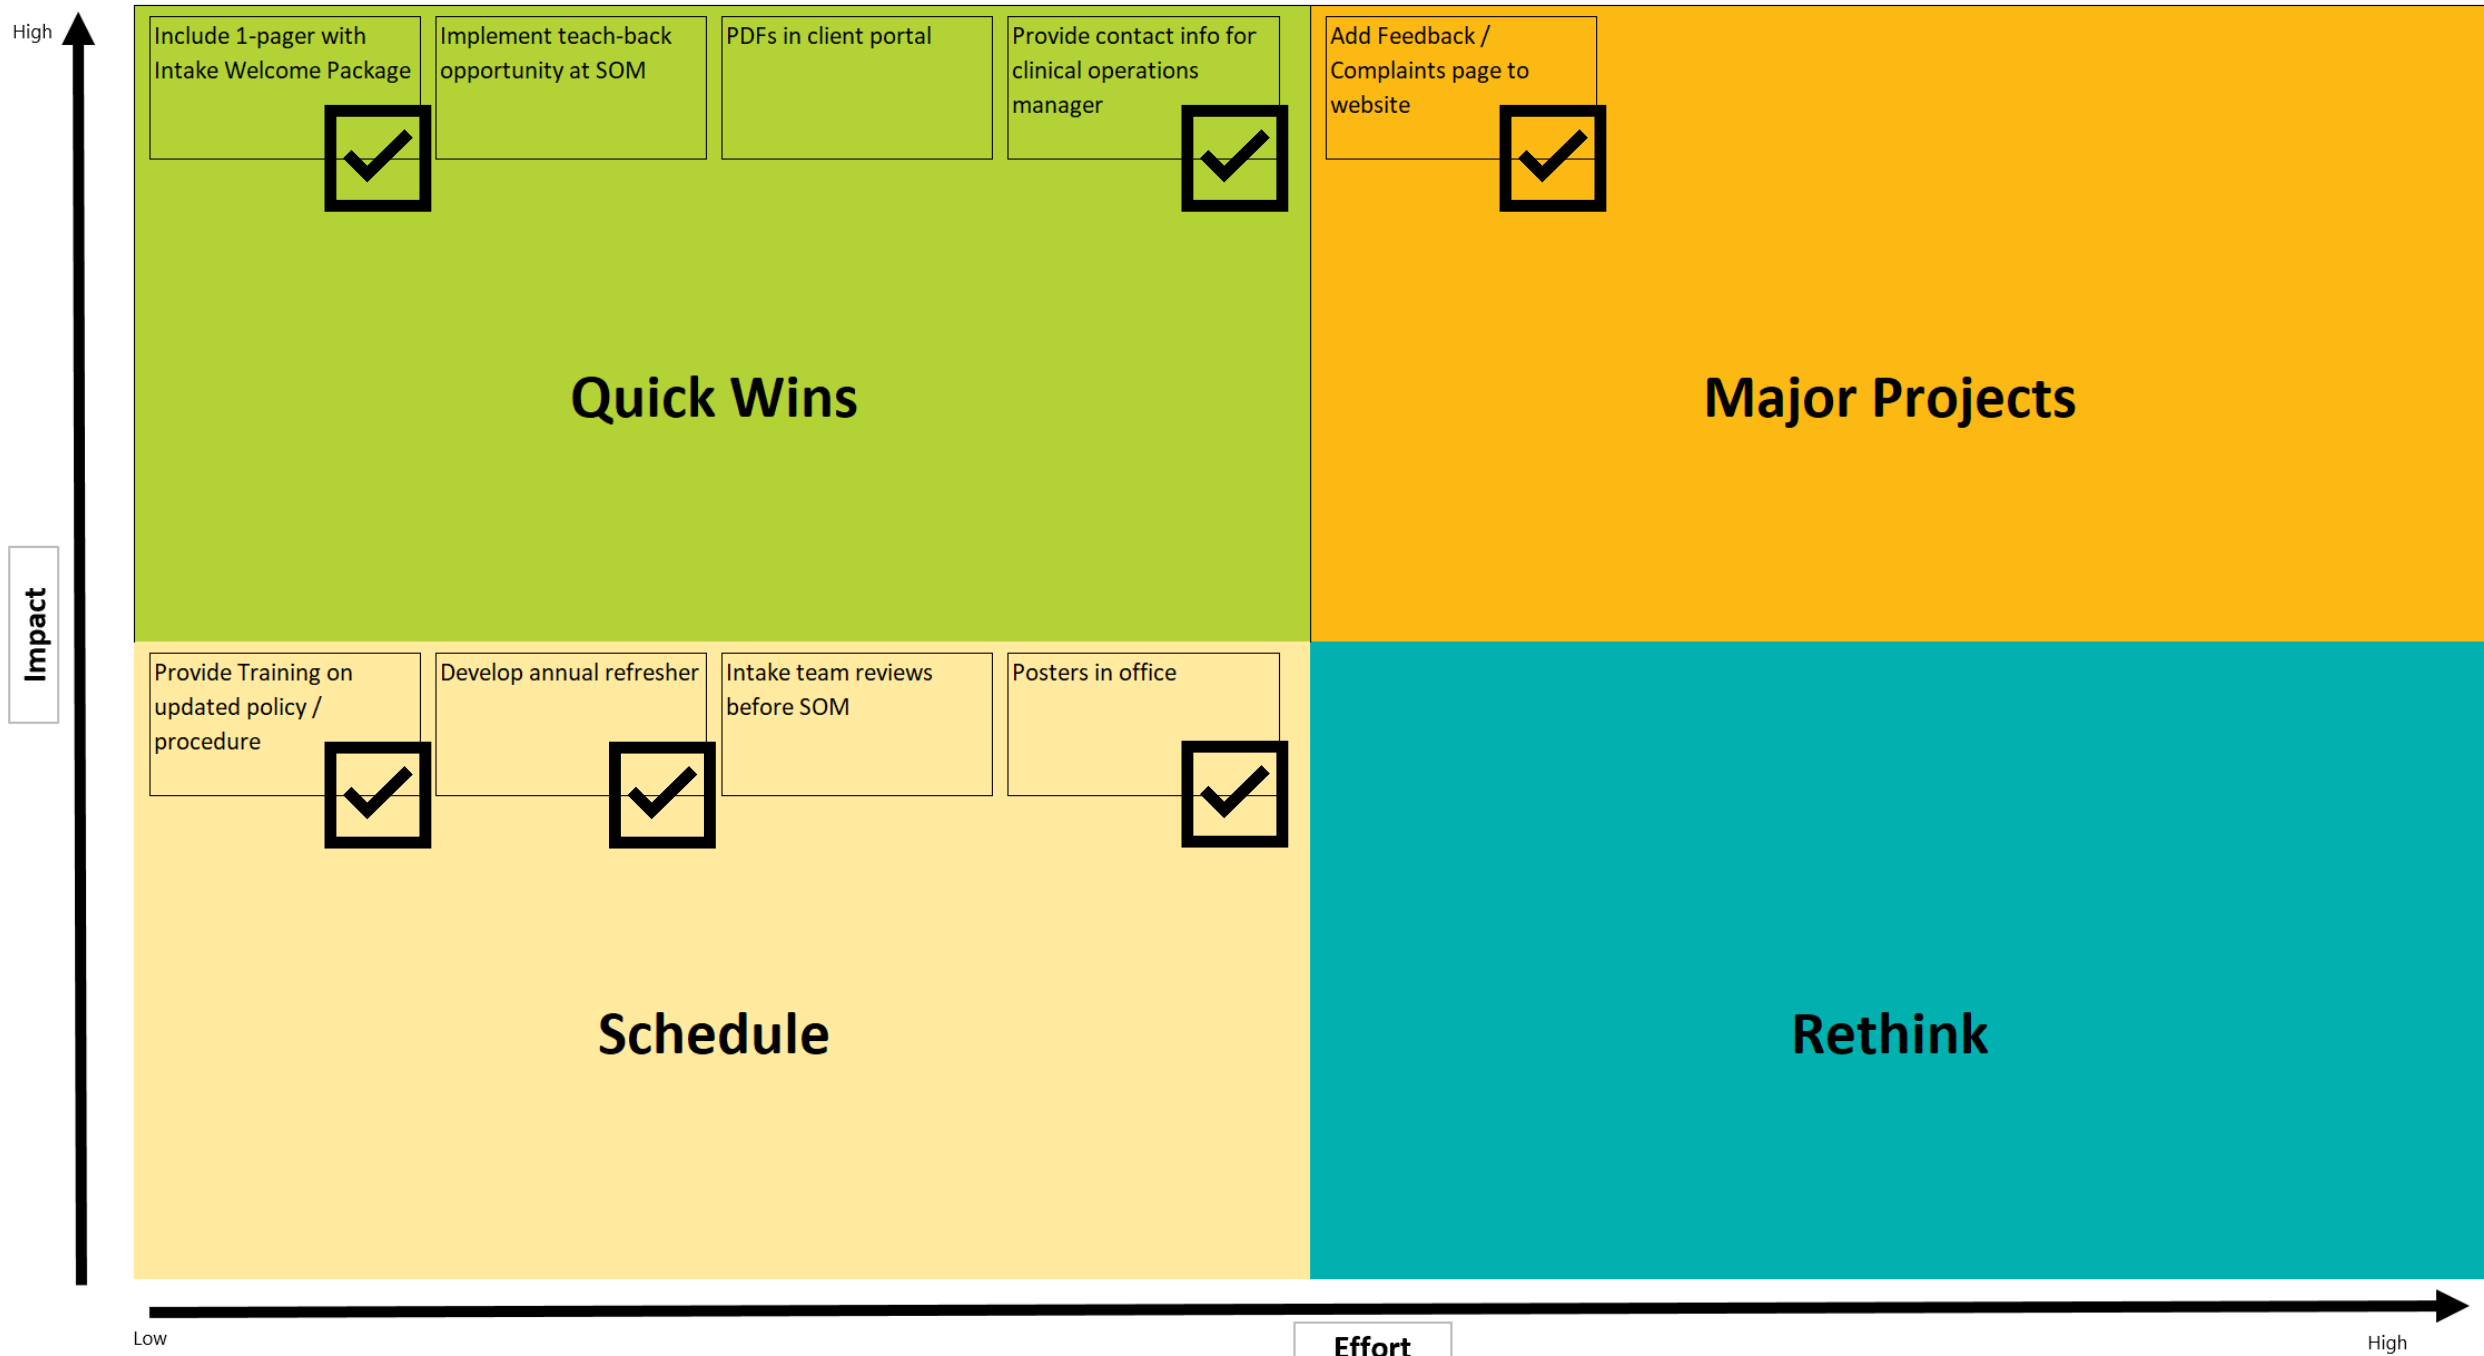 High
Include 1-pager with
Intake Welcome Package
Implement teach-back
opportunity at SOM
PDFs in client portal
Provide contact info for
clinical operations
manager
Add Feedback /
Complaints page to
website
Quick Wins
Major Projects
Impact
Provide Training on
updated policy /
procedure
Develop annual refresher
Intake team reviews
before SOM
Posters in office
Schedule
Rethink
Low
Effort
High